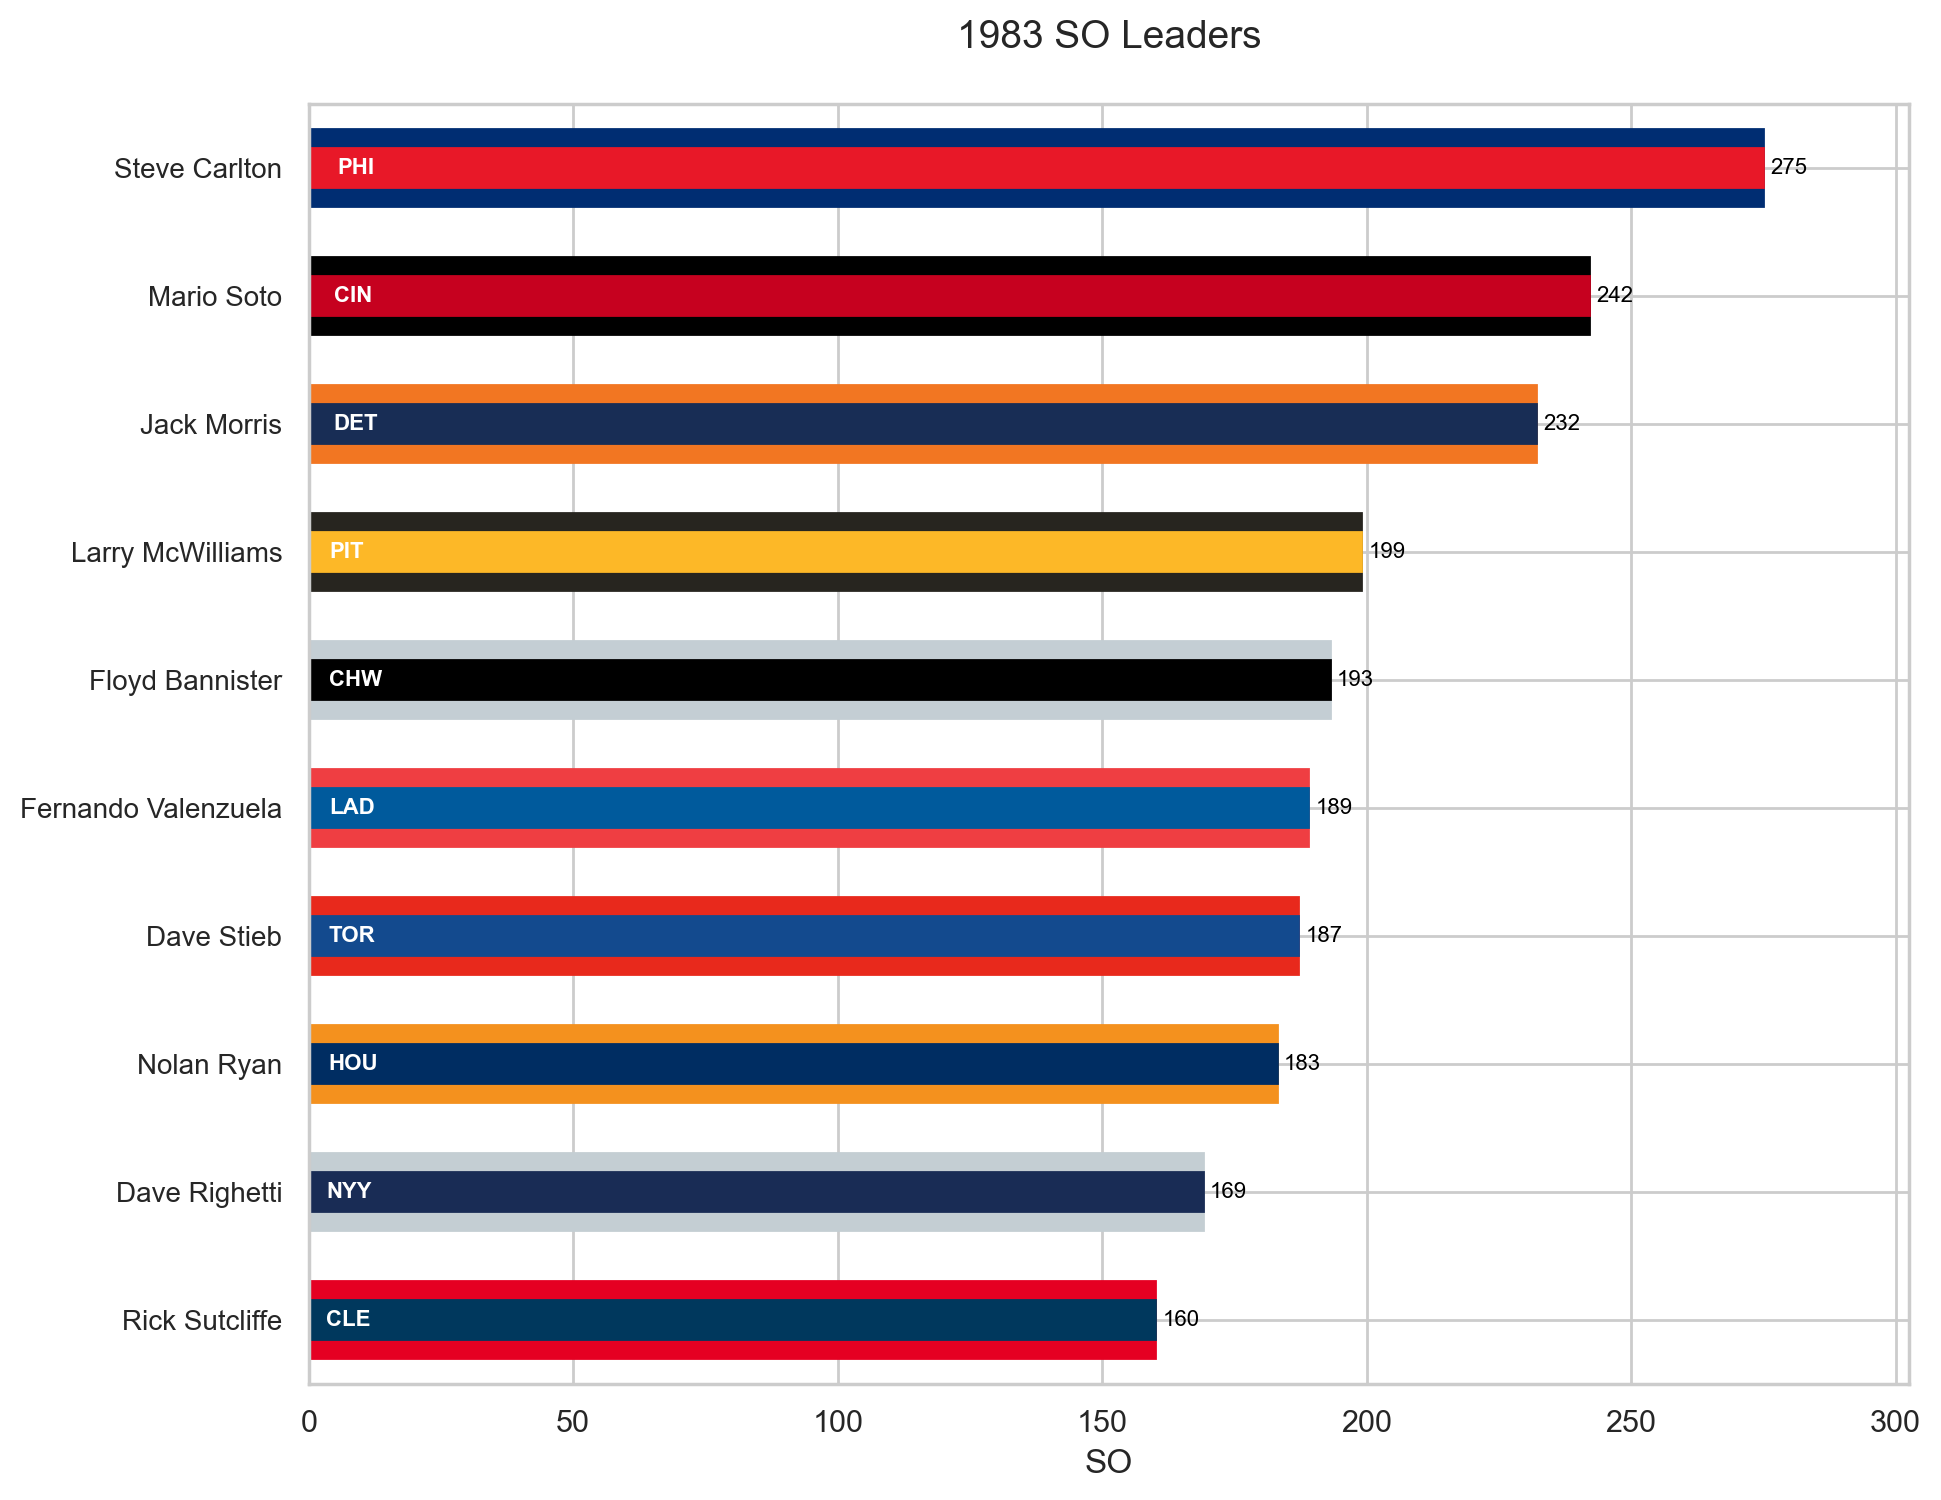 1983 SO Leaders
Steve Carlton PHI 275
Mario Soto CIN 242
Jack Morris DET 232
Larry McWilliams PIT 199
Floyd Bannister CHW 193
Fernando Valenzuela LAD 189
Dave Stieb TOR 187
Nolan Ryan HOU 183
Dave Righetti NYY 169
Rick Sutcliffe CLE 160
0 50 100 150 200 250 300
SO